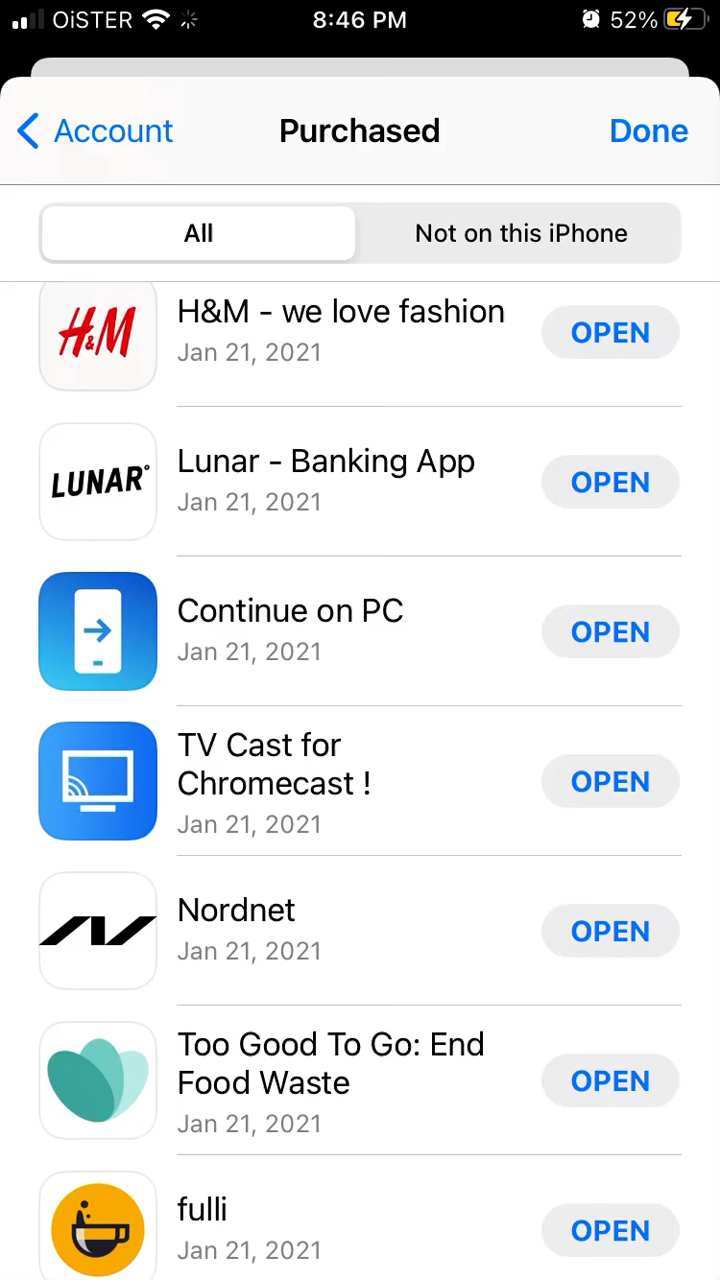 OiSTER
8:46 PM
52%
Account
Purchased
Done
All
Not on this iPhone
H&M
H&M - we love fashion
Jan 21, 2021
OPEN
LUNAR°
Lunar - Banking App
Jan 21, 2021
OPEN
Continue on PC
Jan 21, 2021
OPEN
TV Cast for
Chromecast !
Jan 21, 2021
OPEN
Nordnet
Jan 21, 2021
OPEN
Too Good To Go: End
Food Waste
Jan 21, 2021
OPEN
fulli
Jan 21, 2021
OPEN